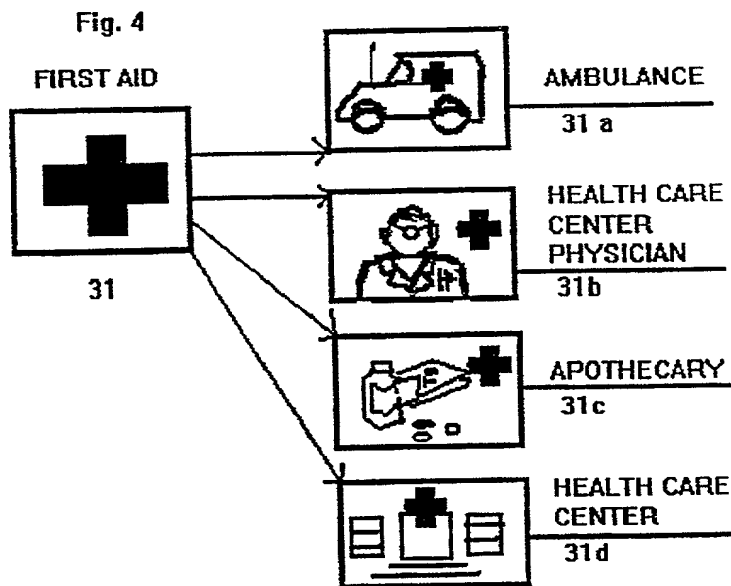 Fig. 4
FIRST AID
31
AMBULANCE
31 a
HEALTH CARE
CENTER
PHYSICIAN
31b
APOTHECARY
31c
HEALTH CARE
CENTER
31d